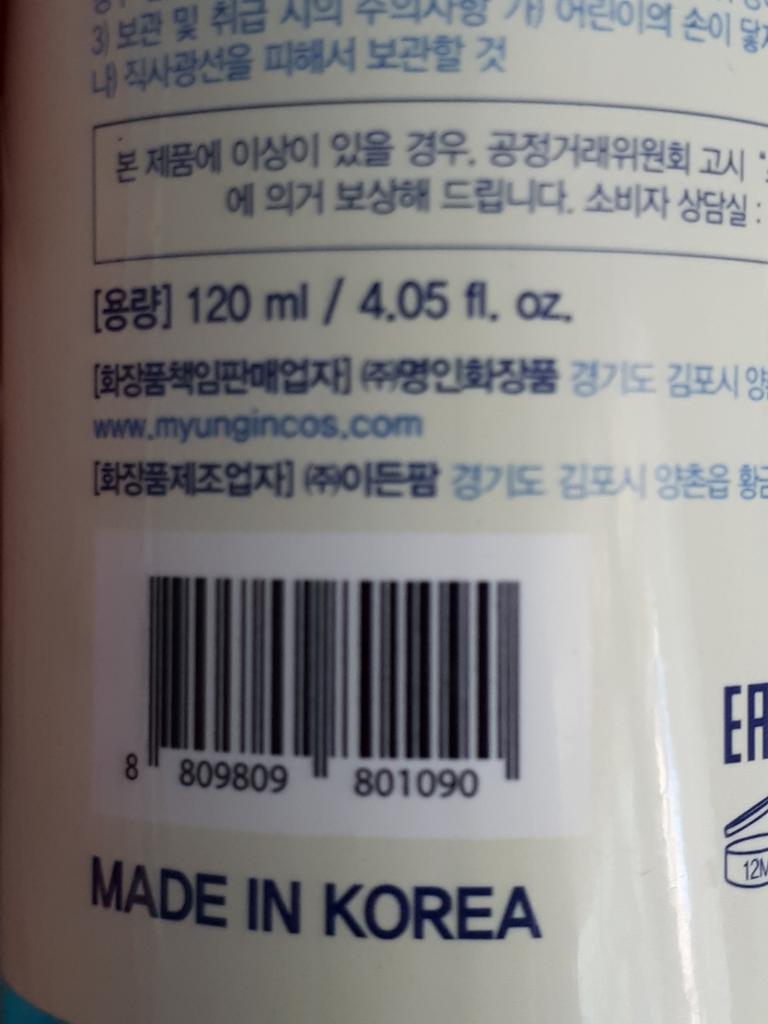 3) 보관 및 취급 시의 주의사항 가) 어린이의 손이 닿지
나) 직사광선을 피해서 보관할 것
본 제품에 이상이 있을 경우, 공정거래위원회 고시
에 의거 보상해 드립니다. 소비자 상담실 :
[용량] 120 ml / 4.05 fl. oz.
[화장품책임판매업자] ㈜명인화장품 경기도 김포시 양
www.myungincos.com
[화장품제조업자] ㈜이든팜 경기도 김포시 양촌읍 황금
8 809809 801090
EA
12M
MADE IN KOREA